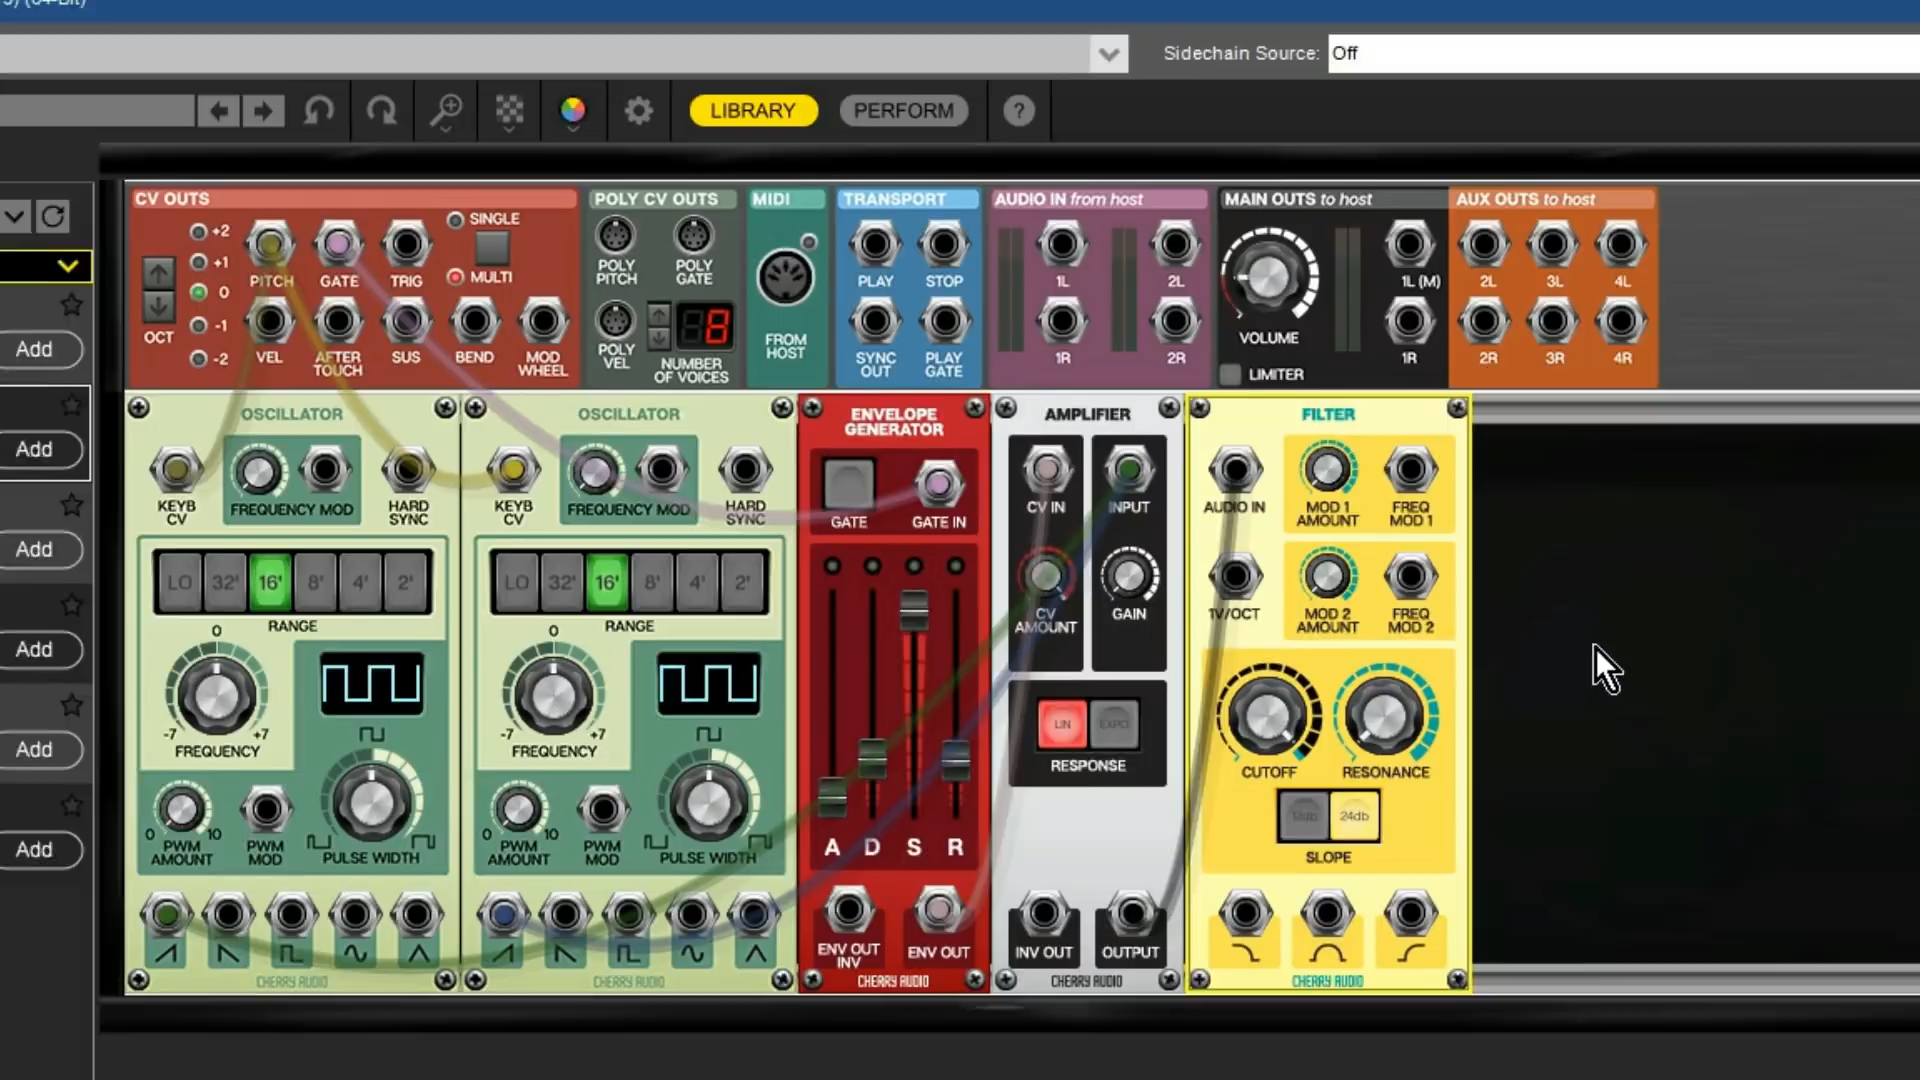 Sidechain Source: Off
LIBRARY PERFORM ?
CV OUTS
+2
+1
0
-1
-2
OCT
PITCH GATE TRIG
SINGLE
MULTI
VEL AFTER TOUCH SUS BEND MOD WHEEL
POLY CV OUTS
POLY PITCH
POLY GATE
POLY VEL
8
NUMBER OF VOICES
MIDI
FROM HOST
TRANSPORT
PLAY STOP
SYNC OUT PLAY GATE
AUDIO IN from host
1L 2L
1R 2R
MAIN OUTS to host
VOLUME
LIMITER
1L (M)
1R
AUX OUTS to host
2L 3L 4L
2R 3R 4R
Add
Add
Add
Add
Add
Add
OSCILLATOR
KEYB CV
FREQUENCY MOD
HARD SYNC
LO 32' 16' 8' 4' 2'
RANGE
0
-7 +7
FREQUENCY
0 10
PWM AMOUNT
PWM MOD
PULSE WIDTH
CHERRY AUDIO
OSCILLATOR
KEYB CV
FREQUENCY MOD
HARD SYNC
LO 32' 16' 8' 4' 2'
RANGE
0
-7 +7
FREQUENCY
0 10
PWM AMOUNT
PWM MOD
PULSE WIDTH
CHERRY AUDIO
ENVELOPE
GENERATOR
GATE GATE IN
A D S R
ENV OUT INV
ENV OUT
CHERRY AUDIO
AMPLIFIER
CV IN INPUT
CV AMOUNT
GAIN
LIN EXPO
RESPONSE
INV OUT OUTPUT
CHERRY AUDIO
FILTER
AUDIO IN
MOD 1 AMOUNT
FREQ MOD 1
1V/OCT
MOD 2 AMOUNT
FREQ MOD 2
CUTOFF RESONANCE
12db 24db
SLOPE
CHERRY AUDIO